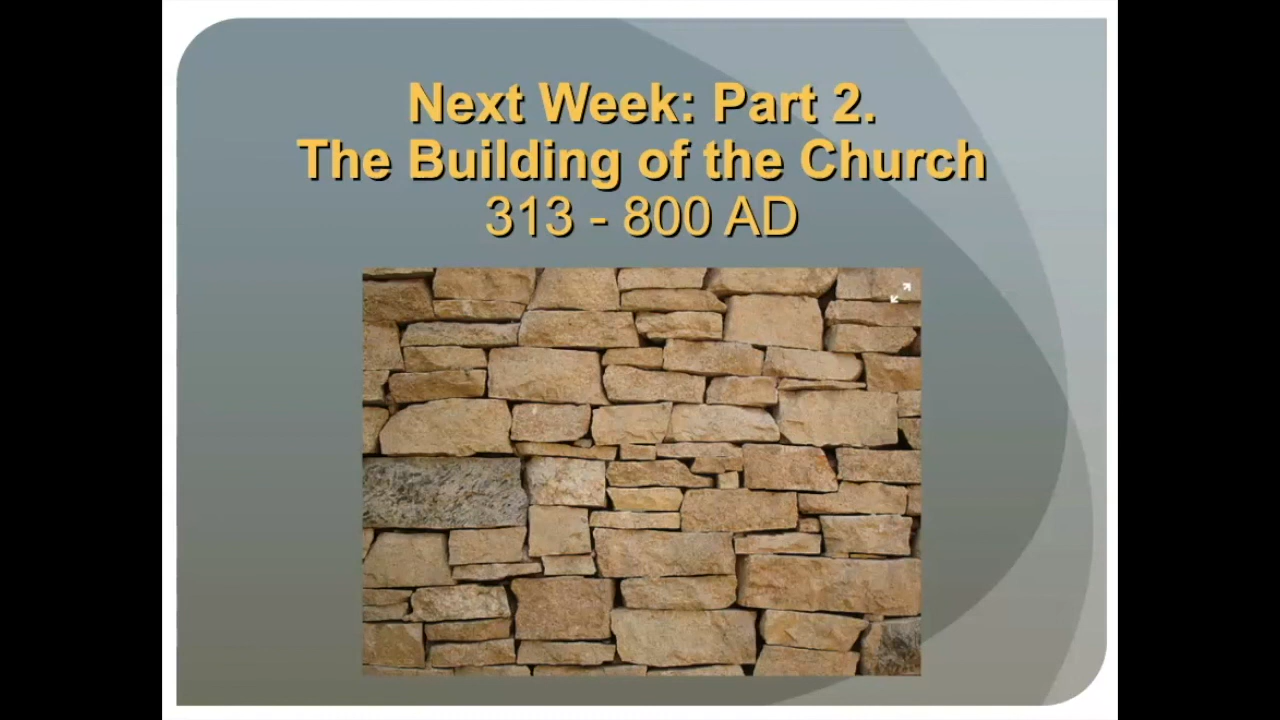 Next Week: Part 2.
The Building of the Church
313 - 800 AD